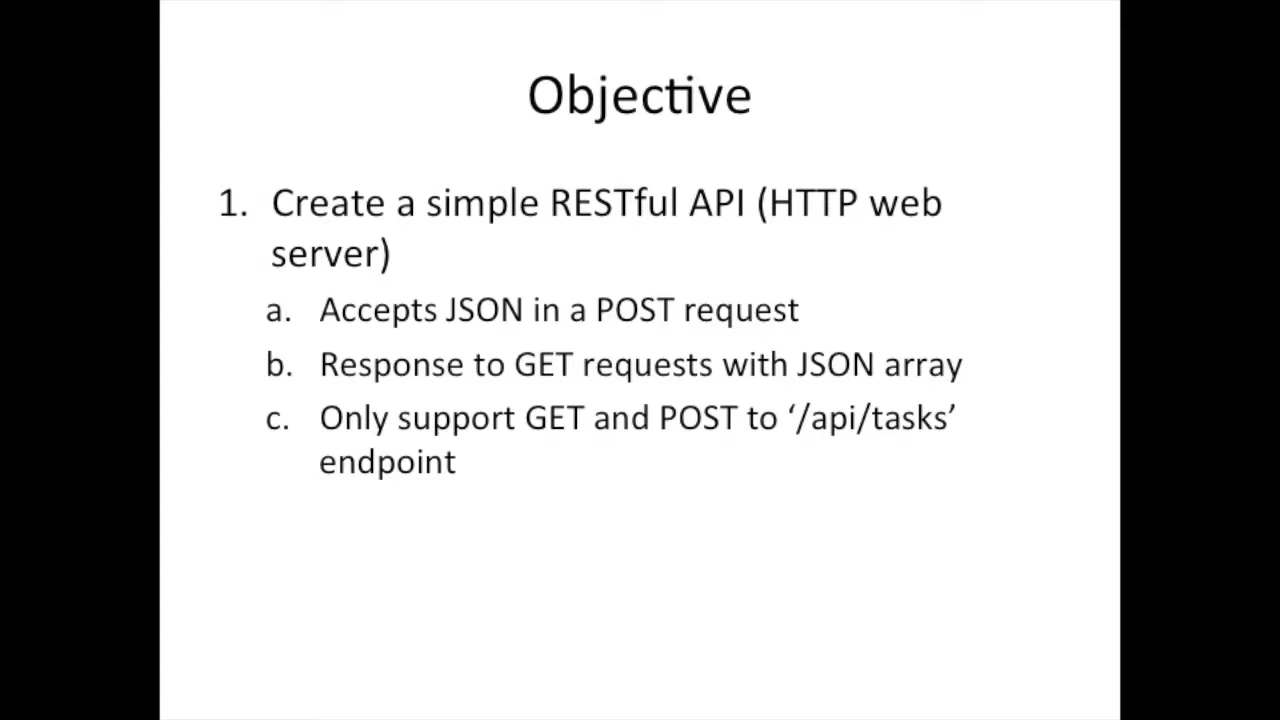 Objective
1. Create a simple RESTful API (HTTP web
server)
a. Accepts JSON in a POST request
b. Response to GET requests with JSON array
c. Only support GET and POST to ‘/api/tasks’
endpoint